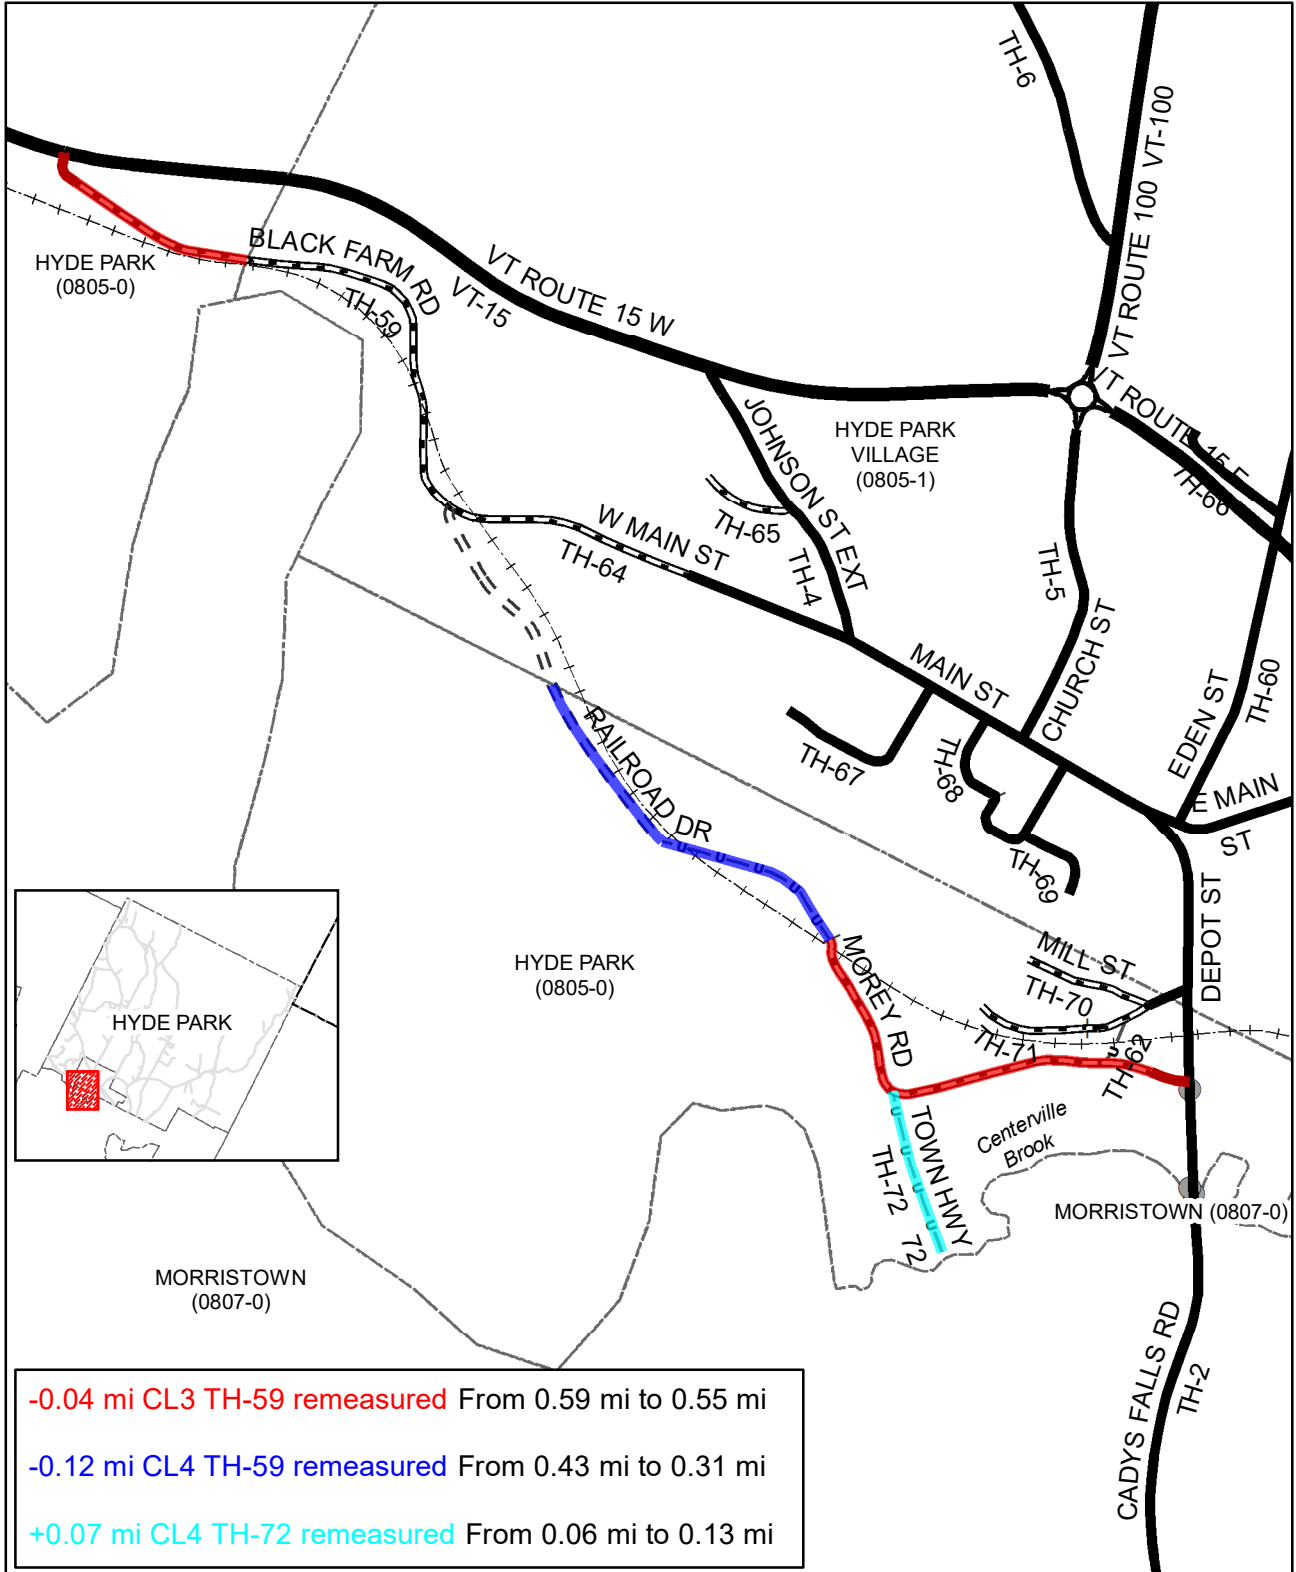 TH-6
VT ROUTE 100 VT-100
BLACK FARM RD
TH-59
HYDE PARK
(0805-0)
VT ROUTE 15 W
VT-15
VT ROUTE 15 E
TH-66
JOHNSON ST EXT
TH-4
HYDE PARK
VILLAGE
(0805-1)
TH-65
W MAIN ST
TH-64
TH-5
CHURCH ST
MAIN ST
EDEN ST
TH-60
E MAIN
ST
TH-67
TH-68
TH-69
RAILROAD DR
DEPOT ST
MILL ST
TH-70
TH-71
TH-62
MOREY RD
HYDE PARK
(0805-0)
HYDE PARK
TOWN HWY
72
TH-72
Centerville
Brook
MORRISTOWN (0807-0)
MORRISTOWN
(0807-0)
CADYS FALLS RD
TH-2
-0.04 mi CL3 TH-59 remeasured From 0.59 mi to 0.55 mi
-0.12 mi CL4 TH-59 remeasured From 0.43 mi to 0.31 mi
+0.07 mi CL4 TH-72 remeasured From 0.06 mi to 0.13 mi